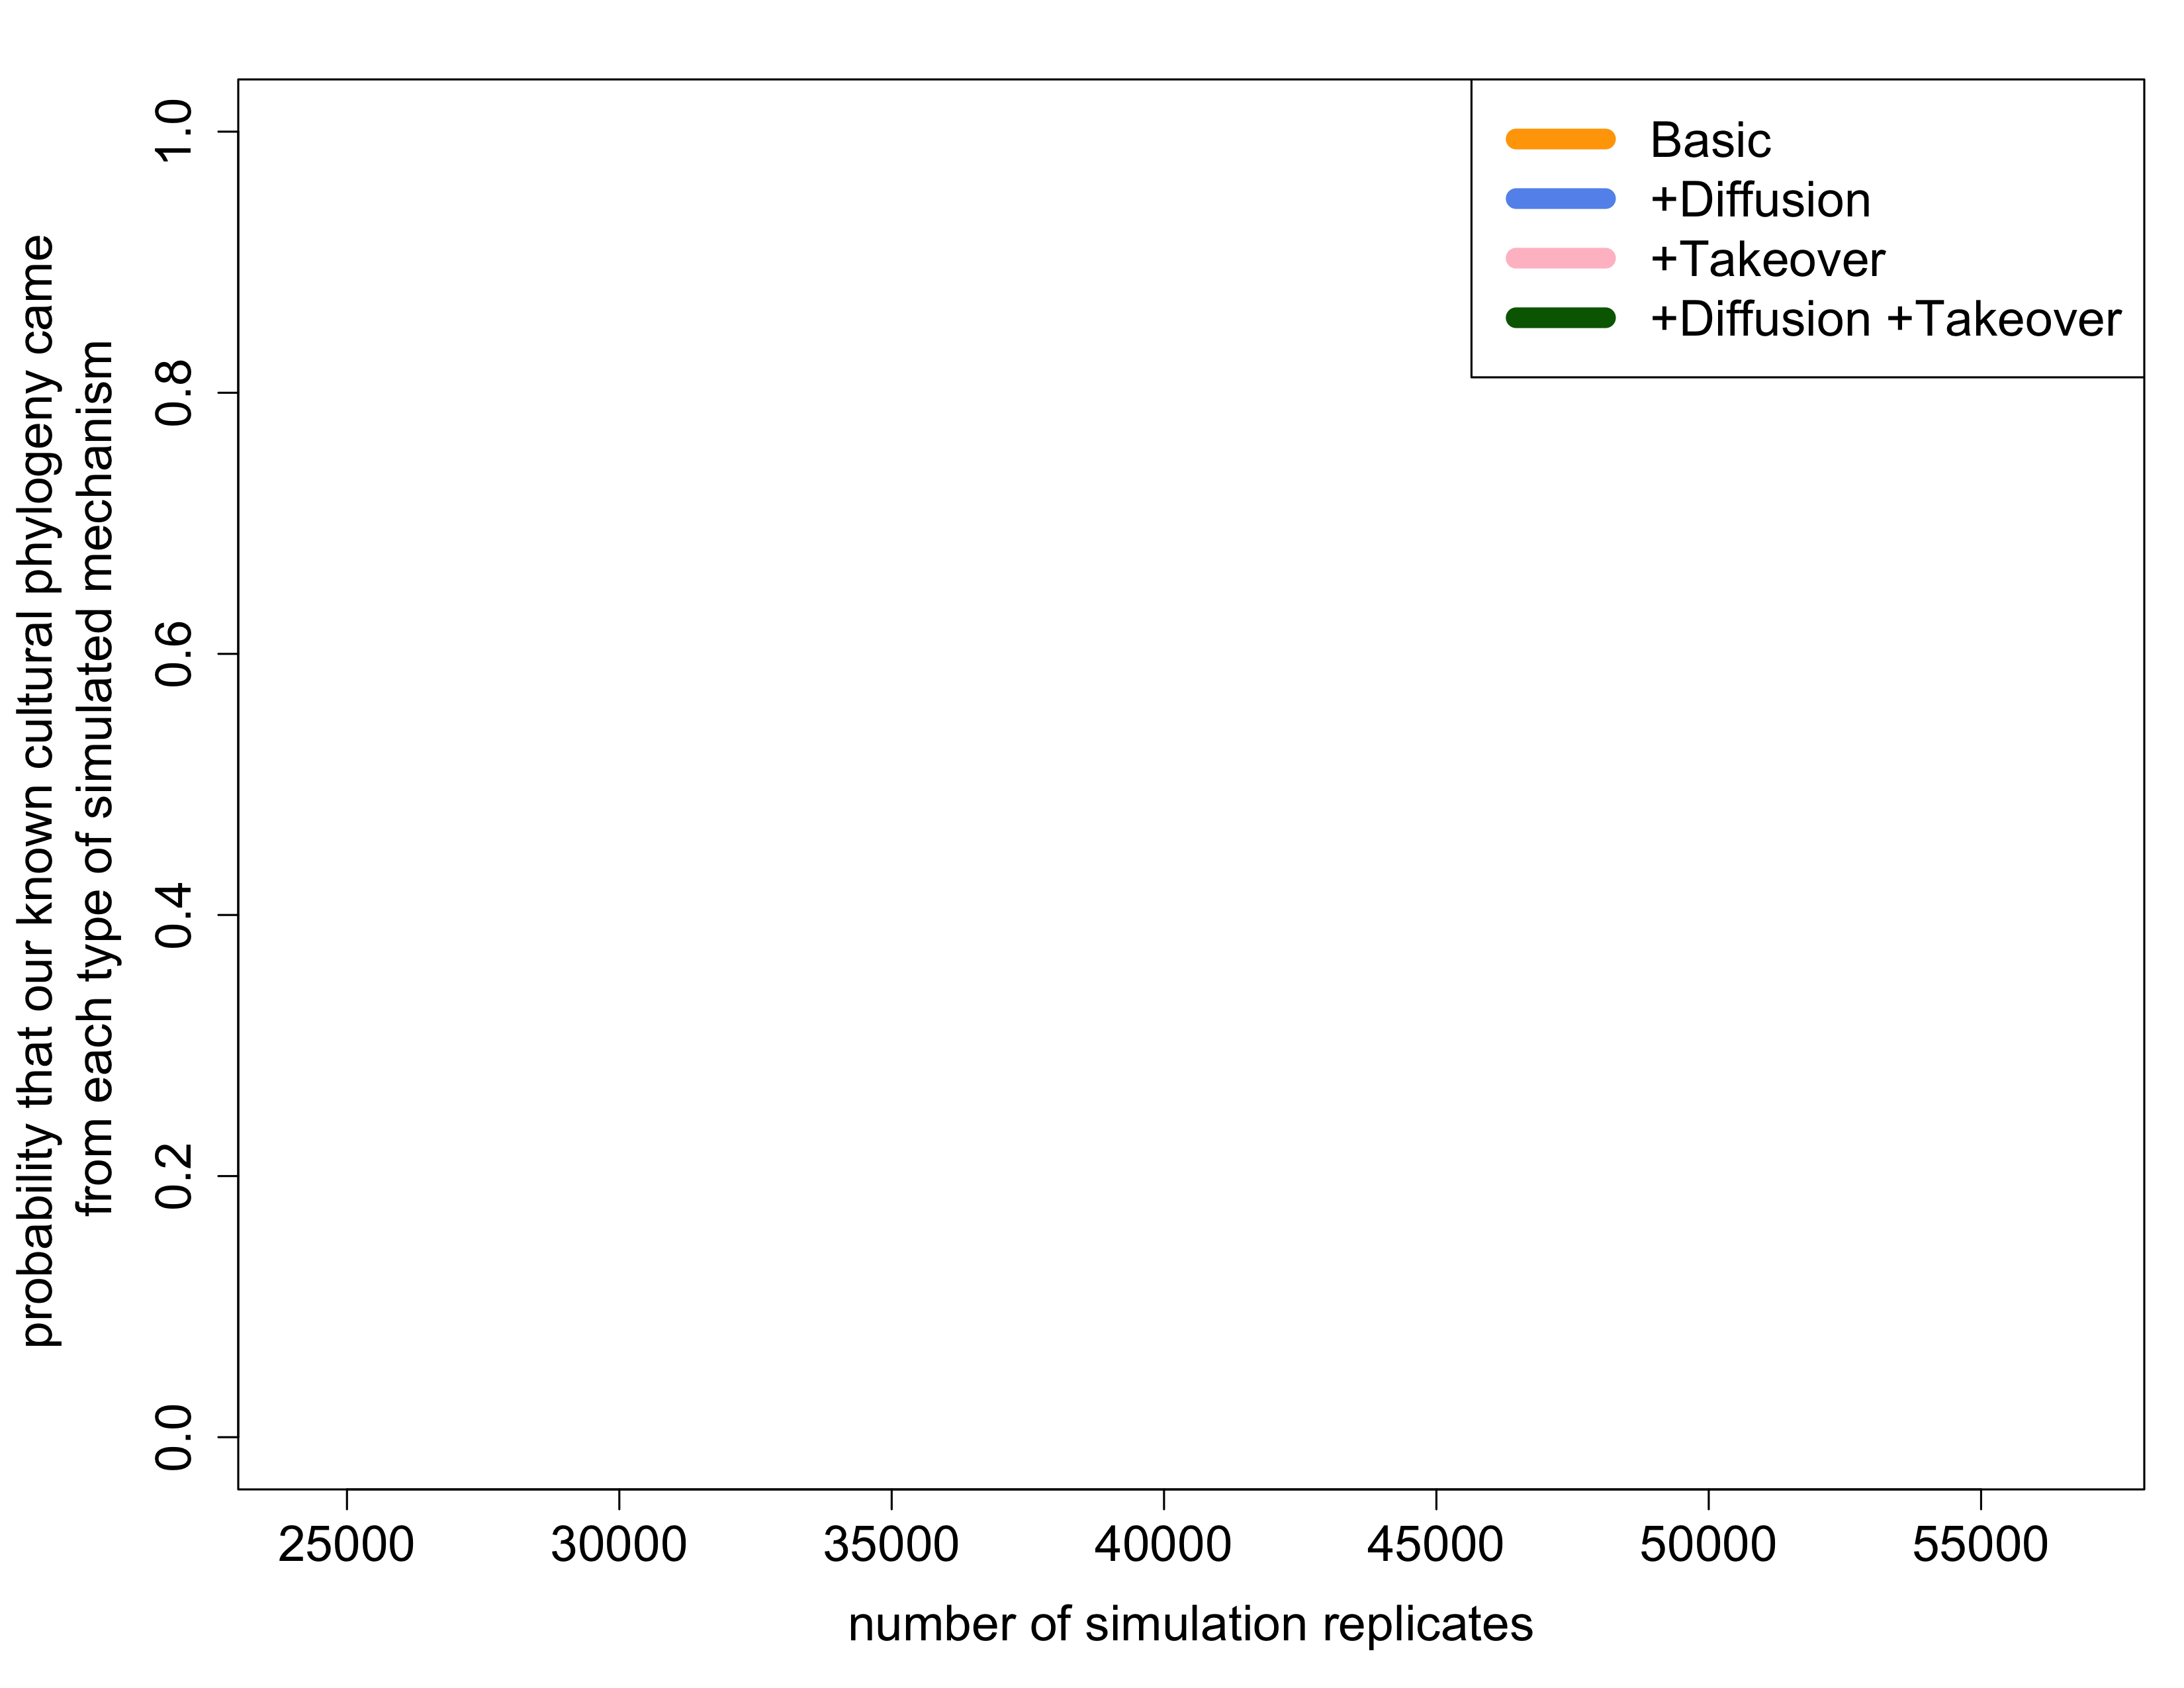 probability that our known cultural phylogeny came
from each type of simulated mechanism
1.0
0.8
0.6
0.4
0.2
0.0
Basic
+Diffusion
+Takeover
+Diffusion +Takeover
25000 30000 35000 40000 45000 50000 55000
number of simulation replicates